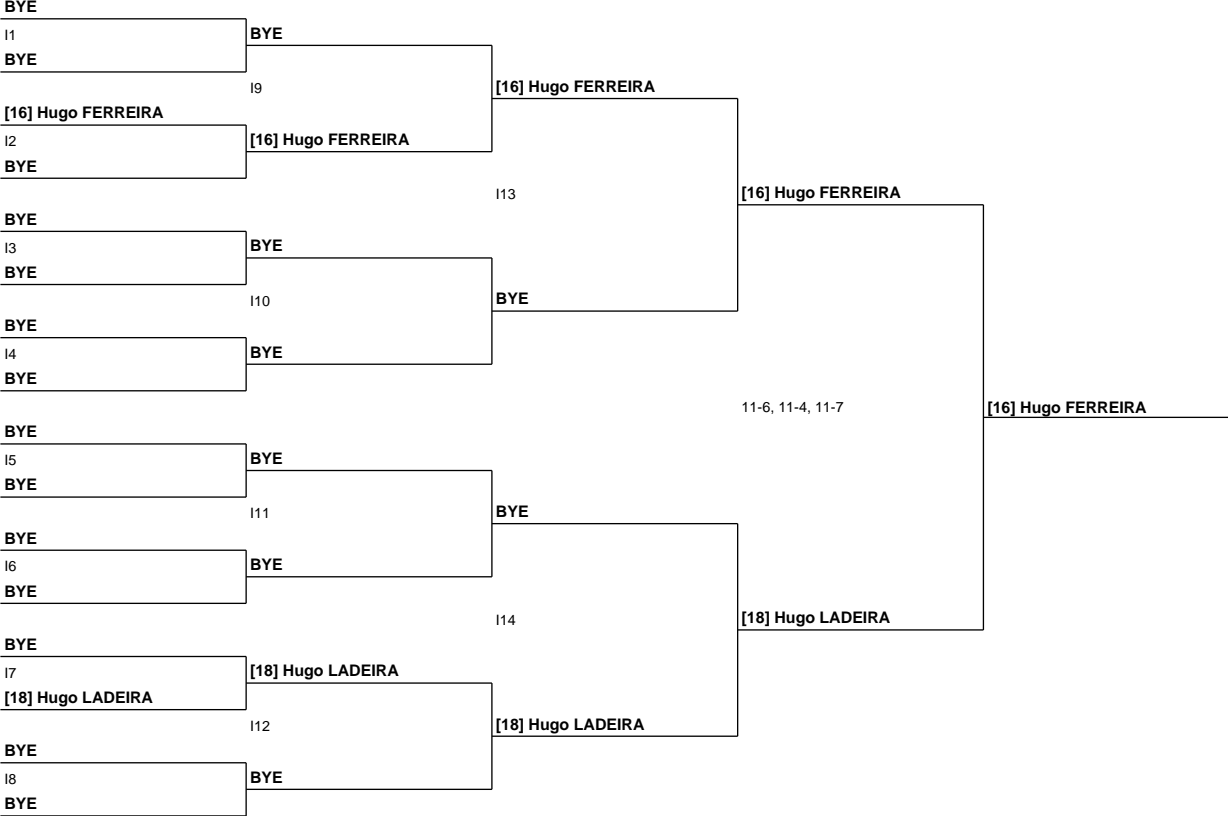 BYE
I1
BYE
BYE
I9
[16] Hugo FERREIRA
[16] Hugo FERREIRA
I2
[16] Hugo FERREIRA
BYE
I13
[16] Hugo FERREIRA
BYE
I3
BYE
BYE
I10
BYE
BYE
I4
BYE
BYE
11-6, 11-4, 11-7
[16] Hugo FERREIRA
BYE
I5
BYE
BYE
I11
BYE
BYE
I6
BYE
BYE
I14
[18] Hugo LADEIRA
BYE
I7
[18] Hugo LADEIRA
[18] Hugo LADEIRA
I12
[18] Hugo LADEIRA
BYE
I8
BYE
BYE